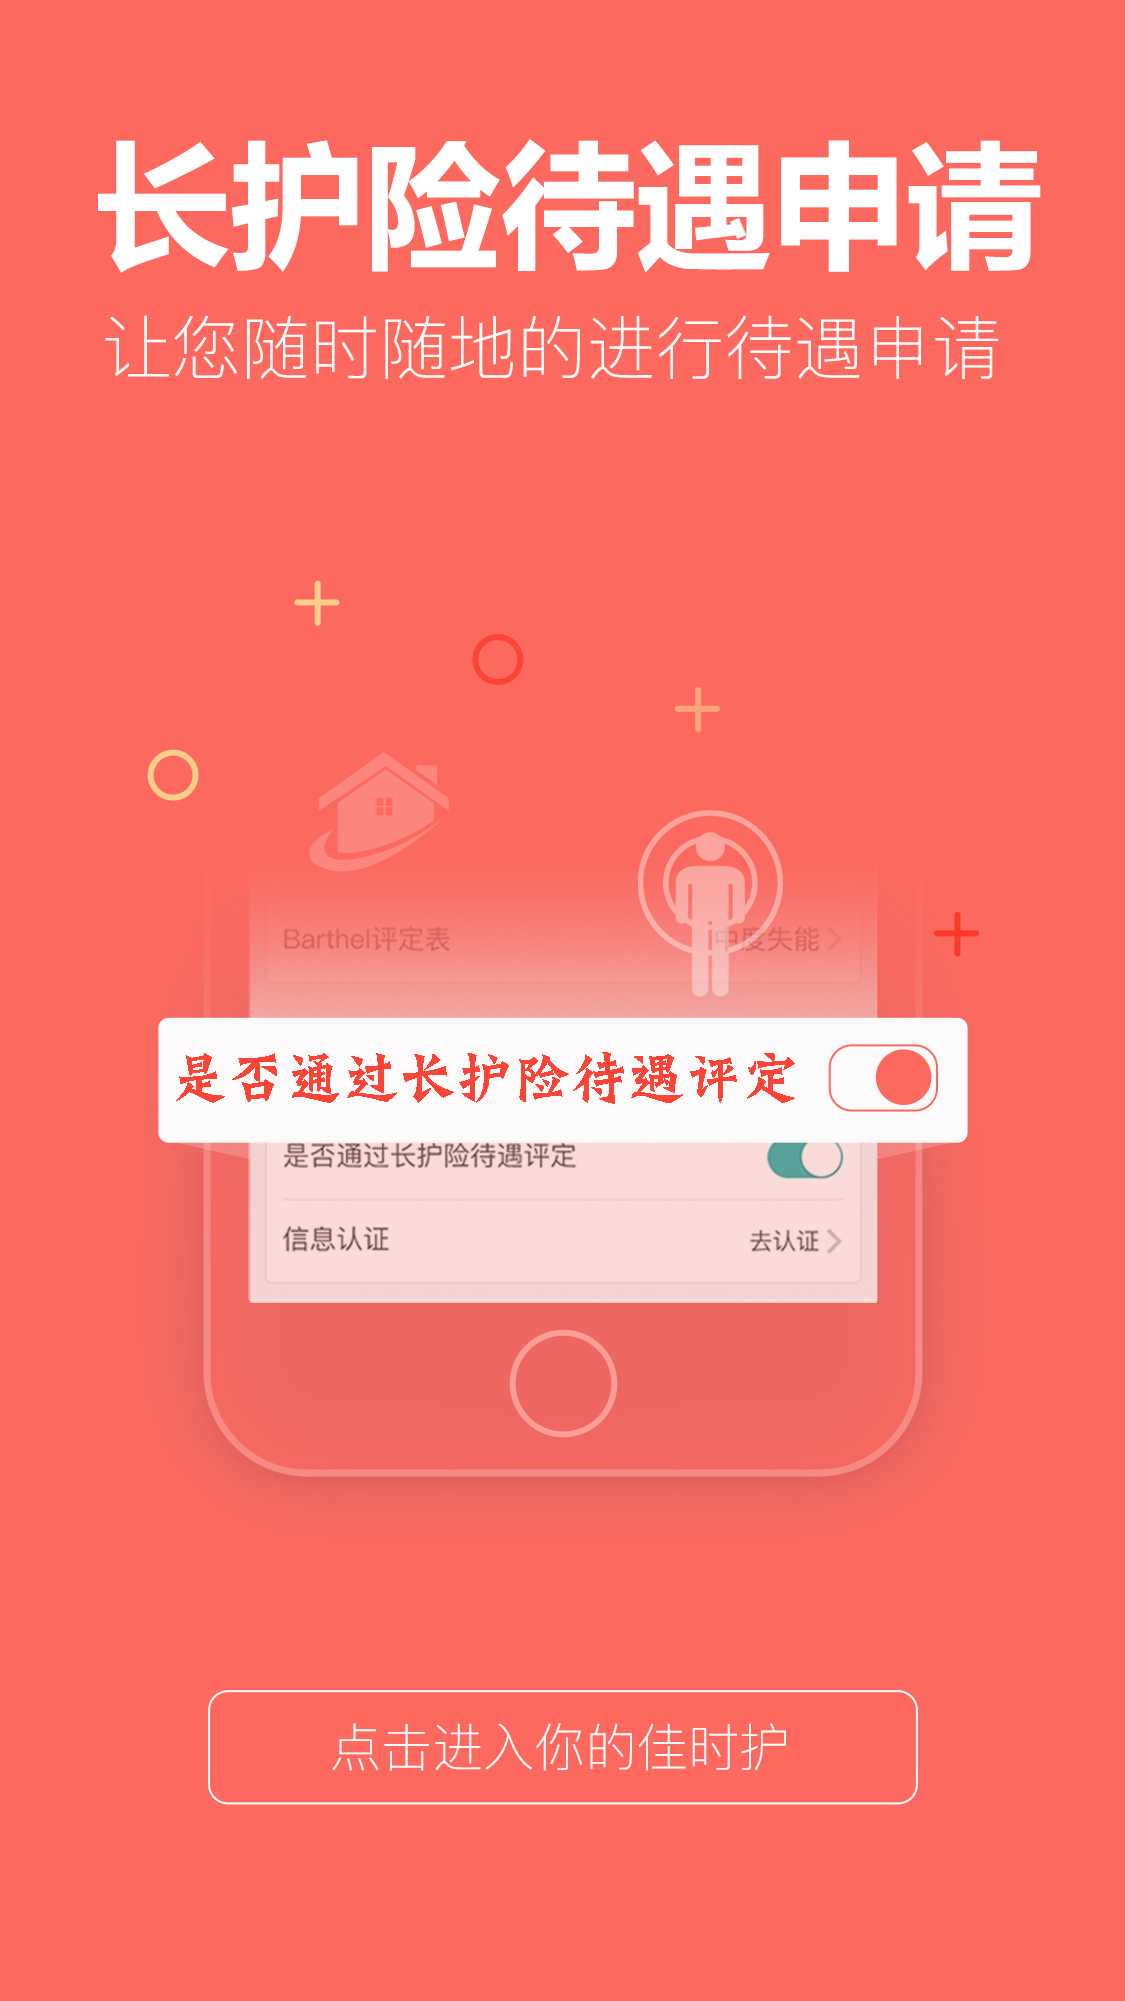 长护险待遇申请
让您随时随地的进行待遇申请
Barthel评定表 中度失能
是否通过长护险待遇评定
是否通过长护险待遇评定
信息认证 去认证
点击进入你的佳时护